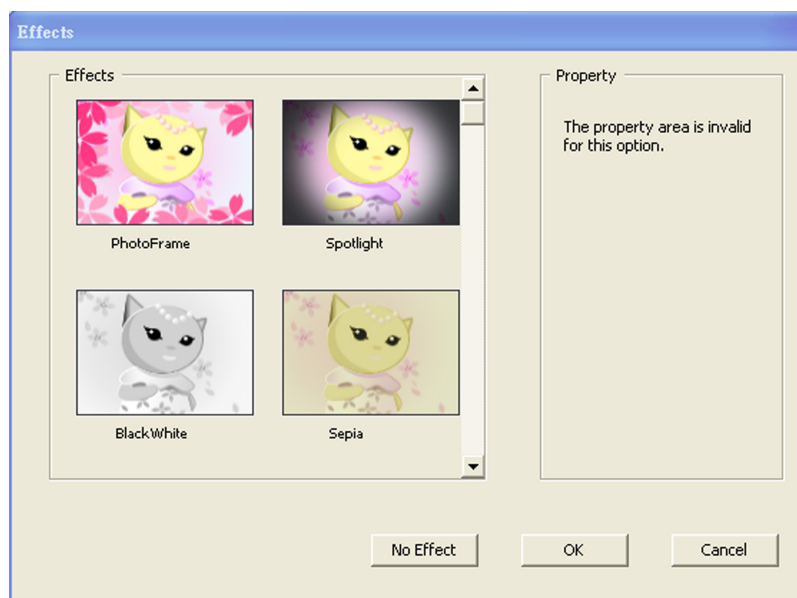 Effects
Effects
PhotoFrame
Spotlight
BlackWhite
Sepia
Property
The property area is invalid
for this option.
No Effect
OK
Cancel